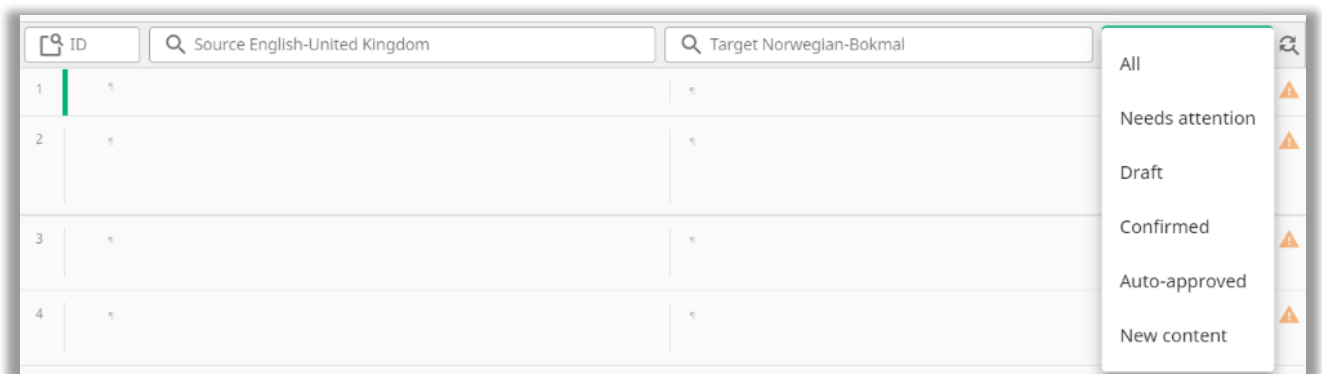 ID
Source English-United Kingdom
Target Norwegian-Bokmal
All
Needs attention
Draft
Confirmed
Auto-approved
New content
1 ¶ ¶
2 ¶ ¶
3 ¶ ¶
4 ¶ ¶